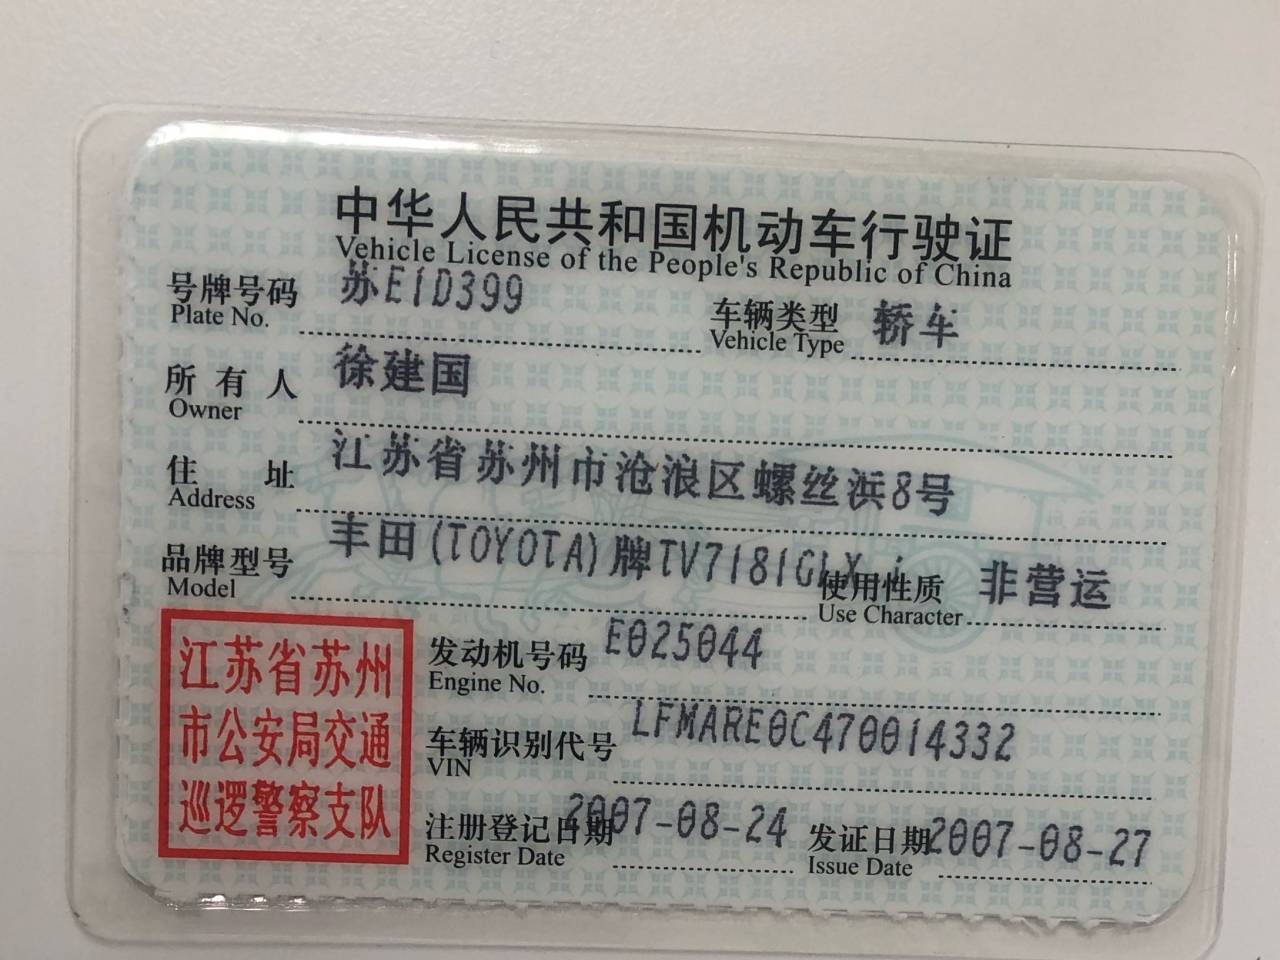 中华人民共和国机动车行驶证
Vehicle License of the People's Republic of China
号牌号码 苏E1D399 车辆类型 轿车
Plate No. Vehicle Type
所有人 徐建国
Owner
住址 江苏省苏州市沧浪区螺丝浜8号
Address
品牌型号 丰田(TOYOTA)牌TV7181GLX-i 使用性质 非营运
Model Use Character
江苏省苏州
市公安局交通
巡逻警察支队
发动机号码 E025044
Engine No.
车辆识别代号 LFMARE0C470014332
VIN
注册登记日期 2007-08-24 发证日期 2007-08-27
Register Date Issue Date